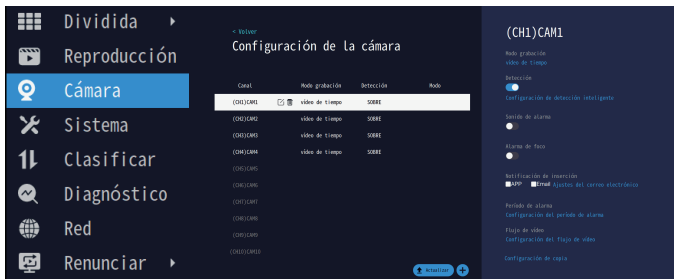 Dividida
Reproducción
Cámara
Sistema
Clasificar
Diagnóstico
Red
Renunciar
< Volver
Configuración de la cámara
Canal Modo grabación Detección Modo
(CH1)CAM1 vídeo de tiempo SOBRE
(CH2)CAM2 vídeo de tiempo SOBRE
(CH3)CAM3 vídeo de tiempo SOBRE
(CH4)CAM4 vídeo de tiempo SOBRE
(CH5)CAM5
(CH6)CAM6
(CH7)CAM7
(CH8)CAM8
(CH9)CAM9
(CH10)CAM10
Actualizar
(CH1)CAM1
Modo grabación
vídeo de tiempo
Detección
Configuración de detección inteligente
Sonido de alarma
Alarma de foco
Notificación de inserción
APP Email Ajustes del correo electrónico
Período de alarma
Configuración del período de alarma
Flujo de vídeo
Configuración del flujo de vídeo
Configuración de copia